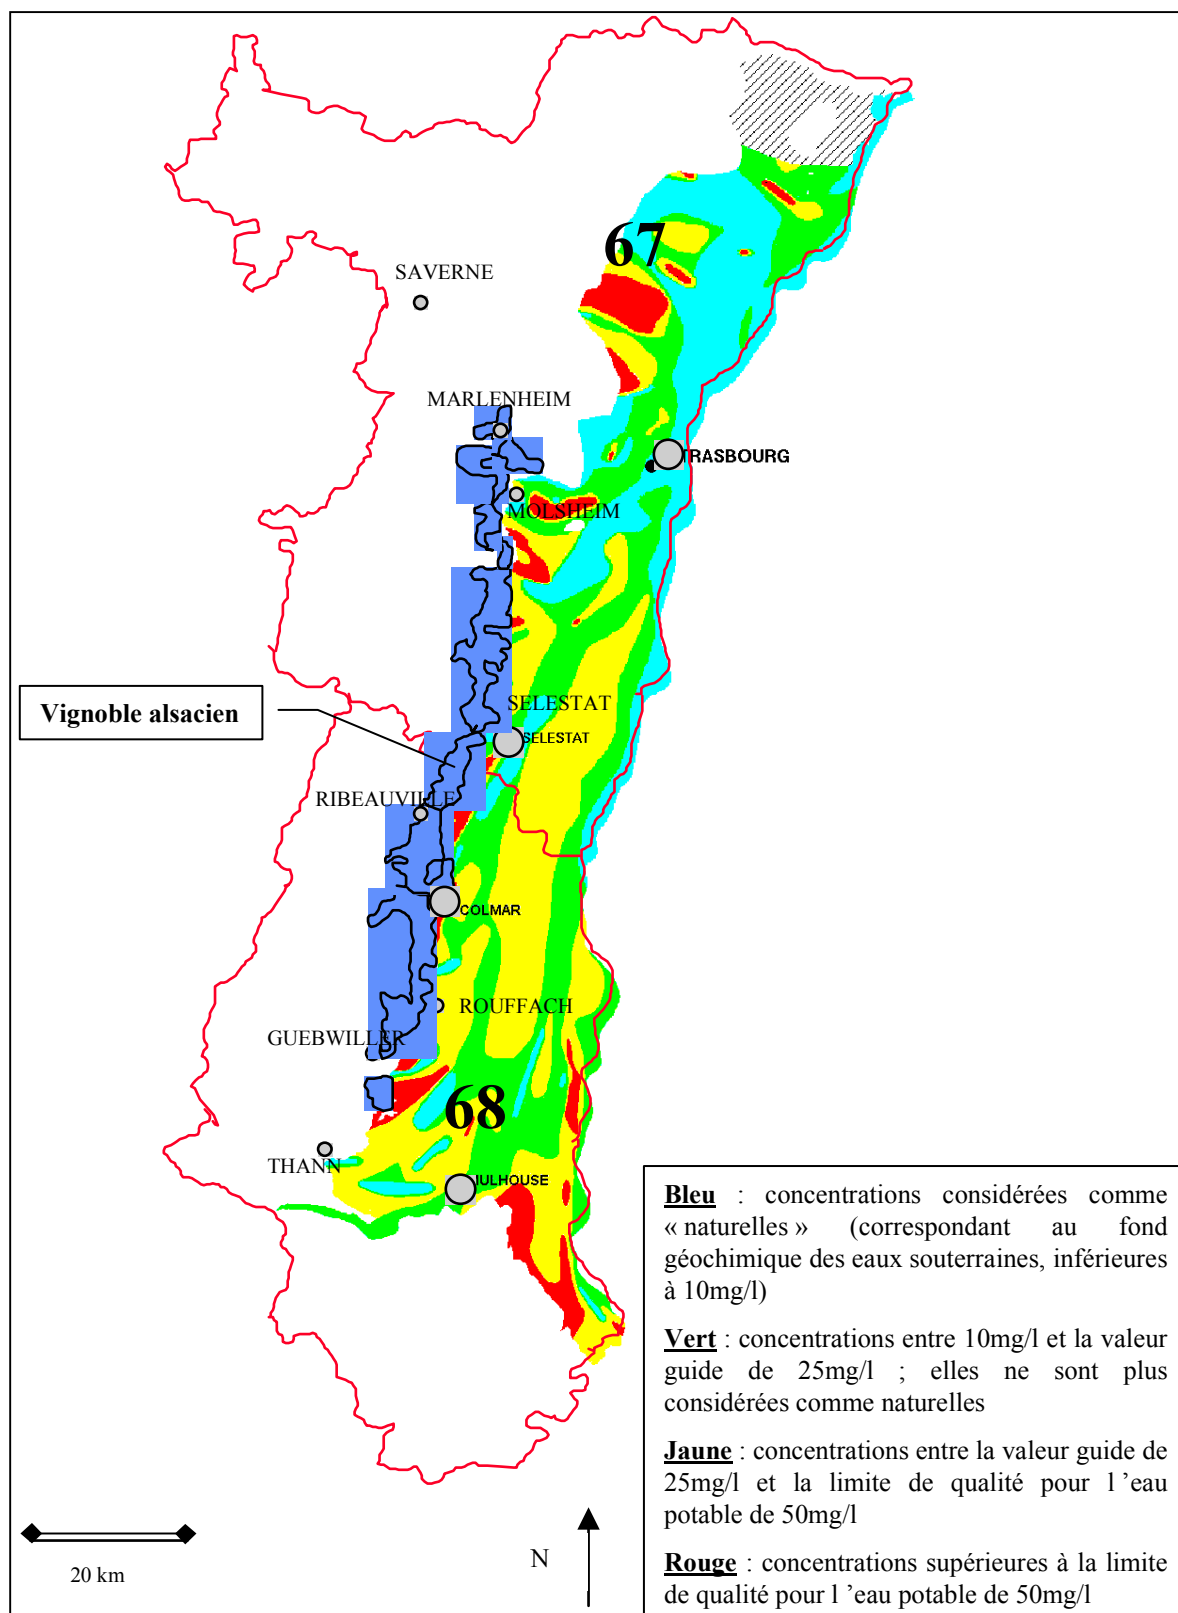 67
SAVERNE
MARLENHEIM
TRASBOURG
MOLSHEIM
Vignoble alsacien
SELESTAT
SELESTAT
RIBEAUVILLE
COLMAR
ROUFFACH
GUEBWILLER
68
THANN
IULHOUSE
Bleu : concentrations considérées comme
« naturelles » (correspondant au fond
géochimique des eaux souterraines, inférieures
à 10mg/l)
Vert : concentrations entre 10mg/l et la valeur
guide de 25mg/l ; elles ne sont plus
considérées comme naturelles
Jaune : concentrations entre la valeur guide de
25mg/l et la limite de qualité pour l ’eau
potable de 50mg/l
Rouge : concentrations supérieures à la limite
de qualité pour l ’eau potable de 50mg/l
20 km
N